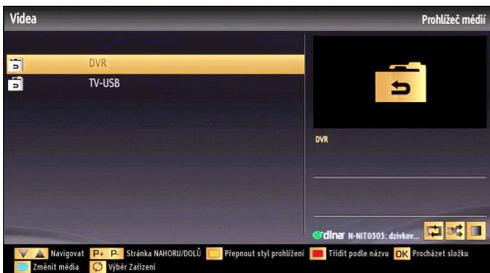 Videa
Prohlížeč médií
DVR
TV-USB
DVR
dlna N-NIT0303: dzivkov...
Navigovat P+ P- Stránka NAHORU/DOLŮ Přepnout styl prohlížení Třídit podle názvu OK Procházet složku
Změnit média Výběr Zařízení